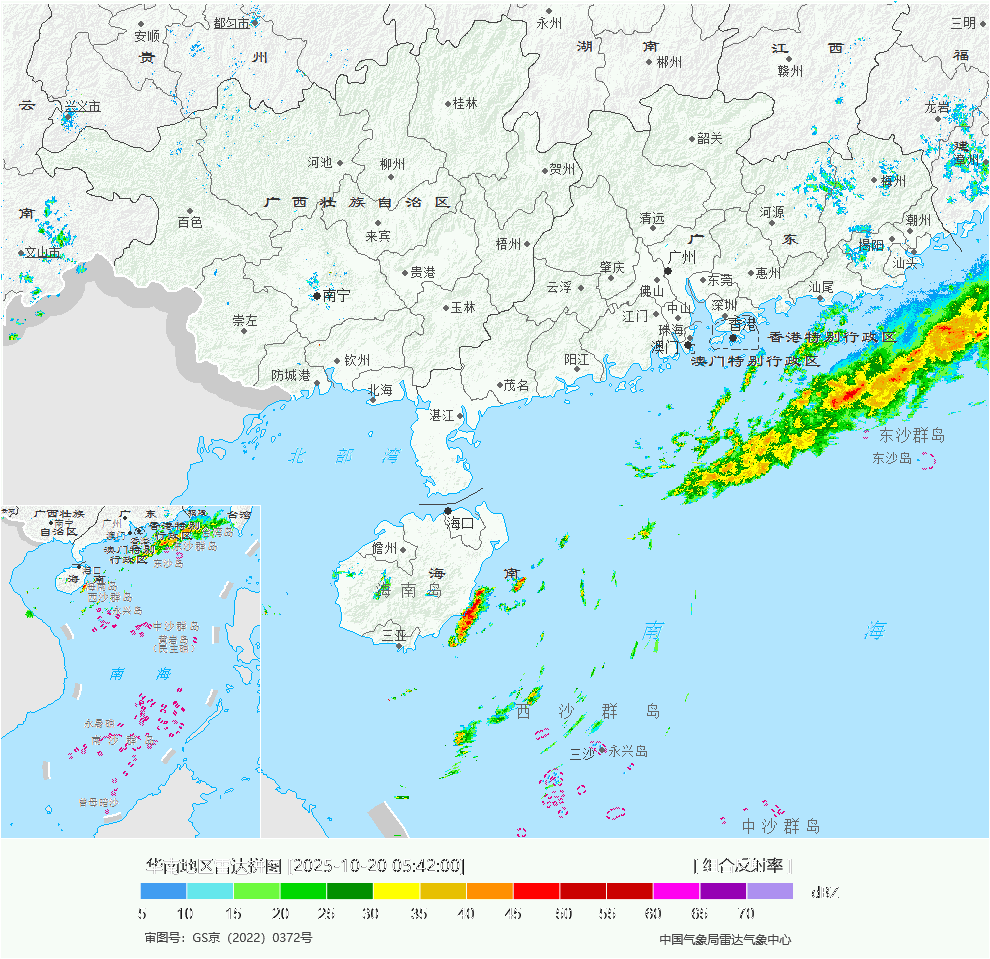 都匀市
永州
三明
安顺
贵
州
湖
南
江
西
福
郴州
赣州
云
兴义市
桂林
龙岩
韶关
建
漳州
河池
柳州
贺州
梅州
广西壮族自治区
南
百色
来宾
清远
河源
潮州
文山市
梧州
广
东
揭阳
汕头
贵港
肇庆
广州
惠州
南宁
云浮
佛山
东莞
汕尾
崇左
玉林
江门
中山
深圳
珠海
香港
香港特别行政区
澳门
澳门特别行政区
钦州
阳江
防城港
茂名
北海
湛江
东沙群岛
东沙岛
北部湾
海口
儋州
海
南
海南岛
三亚
南
海
西沙群岛
三沙
永兴岛
中沙群岛
广西壮族
自治区
南宁
广
东
广州
台湾
香港特别
行政区
澳门特别
行政区
东沙岛
海口
海
南
西沙群岛
永兴岛
中沙群岛
黄岩岛
南
海
永暑礁
南沙群岛
曾母暗沙
华南地区雷达拼图 [2025-10-20 05:42:00]
[ 组合反射率 ]
5 10 15 20 25 30 35 40 45 50 55 60 65 70
dBZ
审图号：GS京（2022）0372号
中国气象局雷达气象中心